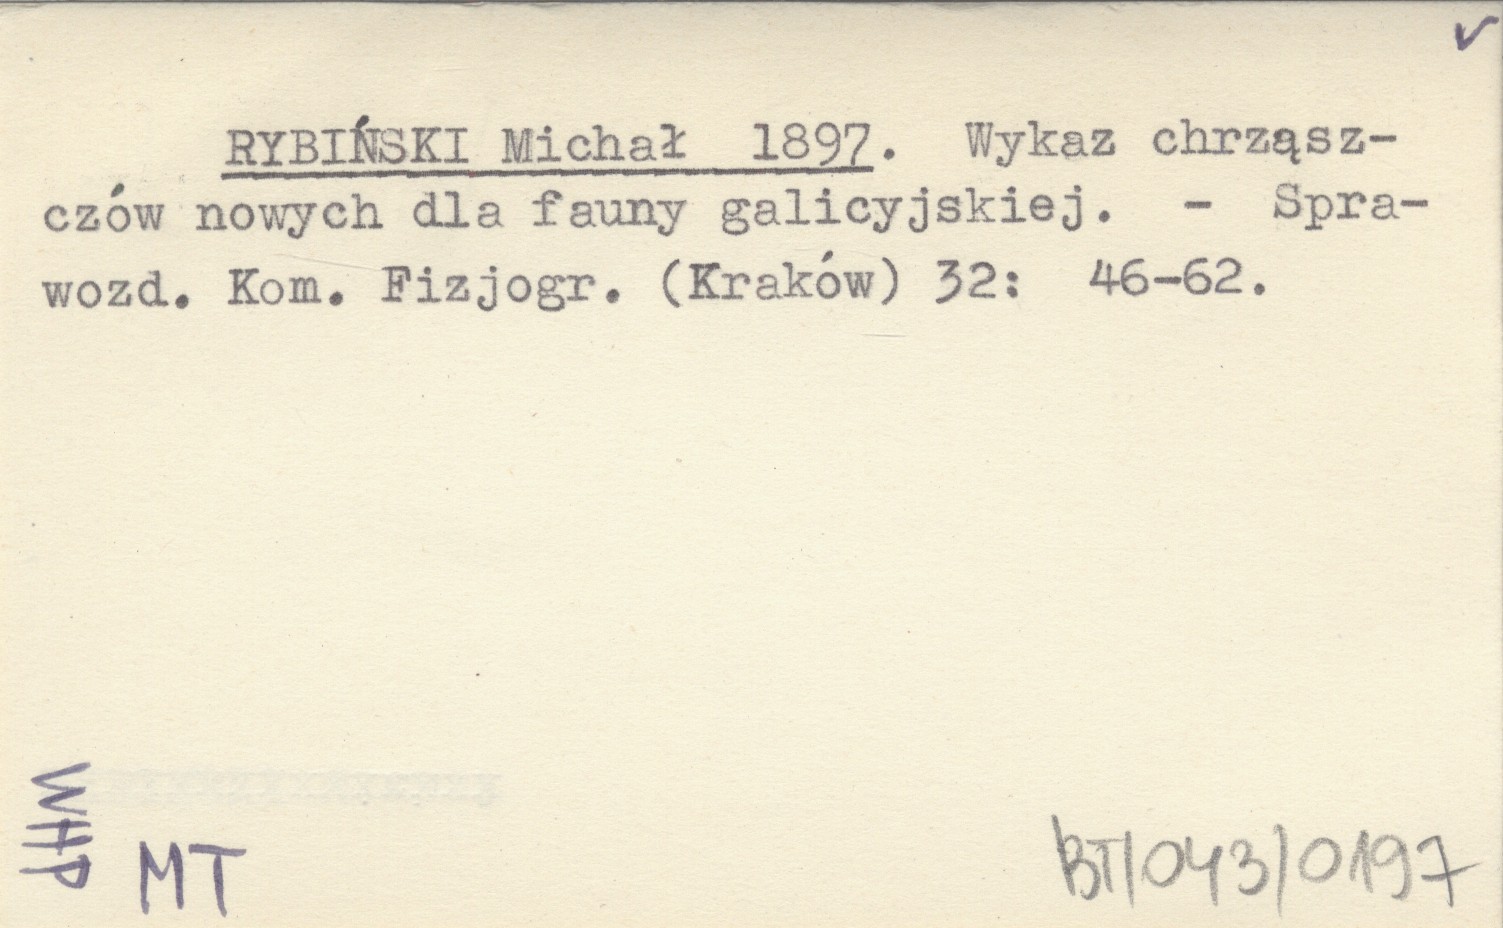 ✓
RYBIŃSKI Michał 1897. Wykaz chrząsz-
czów nowych dla fauny galicyjskiej. - Spra-
wozd. Kom. Fizjogr. (Kraków) 32: 46-62.
WHP
MT
BT/043/0197